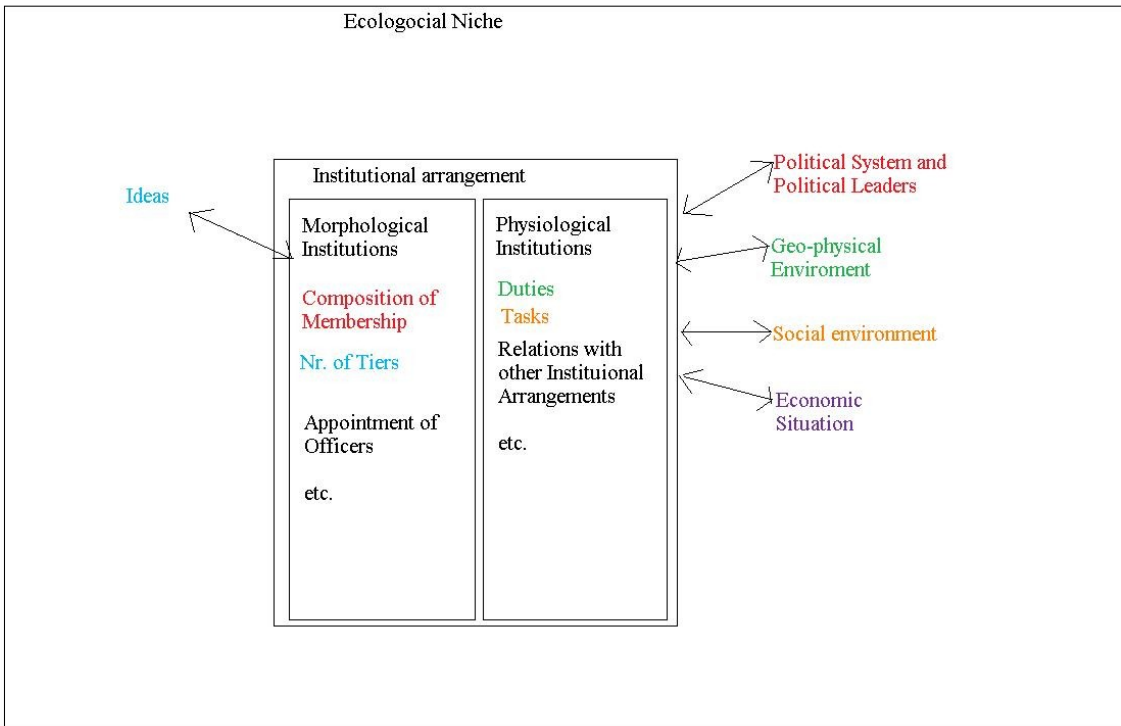 Ecologocial Niche
Institutional arrangement
Ideas
Morphological
Institutions
Composition of
Membership
Nr. of Tiers
Appointment of
Officers
etc.
Physiological
Institutions
Duties
Tasks
Relations with
other Instituional
Arrangements
etc.
Political System and
Political Leaders
Geo-physical
Enviroment
Social environment
Economic
Situation